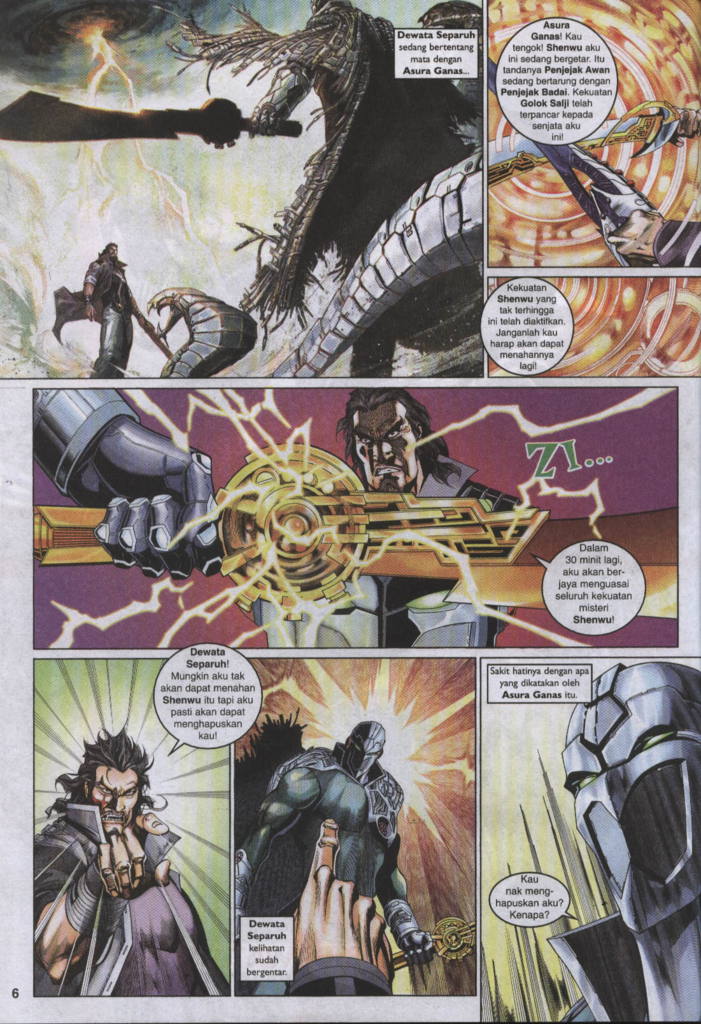 Dewata Separuh
sedang bertentang
mata dengan
Asura Ganas...
Asura
Ganas! Kau
tengok! Shenwu aku
ini sedang bergetar. Itu
tandanya Penjejak Awan
sedang bertarung dengan
Penjejak Badai. Kekuatan
Golok Salji telah
terpancar kepada
senjata aku
ini!
Kekuatan
Shenwu yang
tak terhingga
ini telah diaktifkan.
Janganlah kau
harap akan dapat
menahannya
lagi!
ZI...
Dalam
30 minit lagi,
aku akan ber-
jaya menguasai
seluruh kekuatan
misteri
Shenwu!
Dewata
Separuh!
Mungkin aku tak
akan dapat menahan
Shenwu itu tapi aku
pasti akan dapat
menghapuskan
kau!
Dewata
Separuh
kelihatan
sudah
bergentar.
Sakit hatinya dengan apa
yang dikatakan oleh
Asura Ganas itu.
Kau
nak meng-
hapuskan aku?
Kenapa?
6